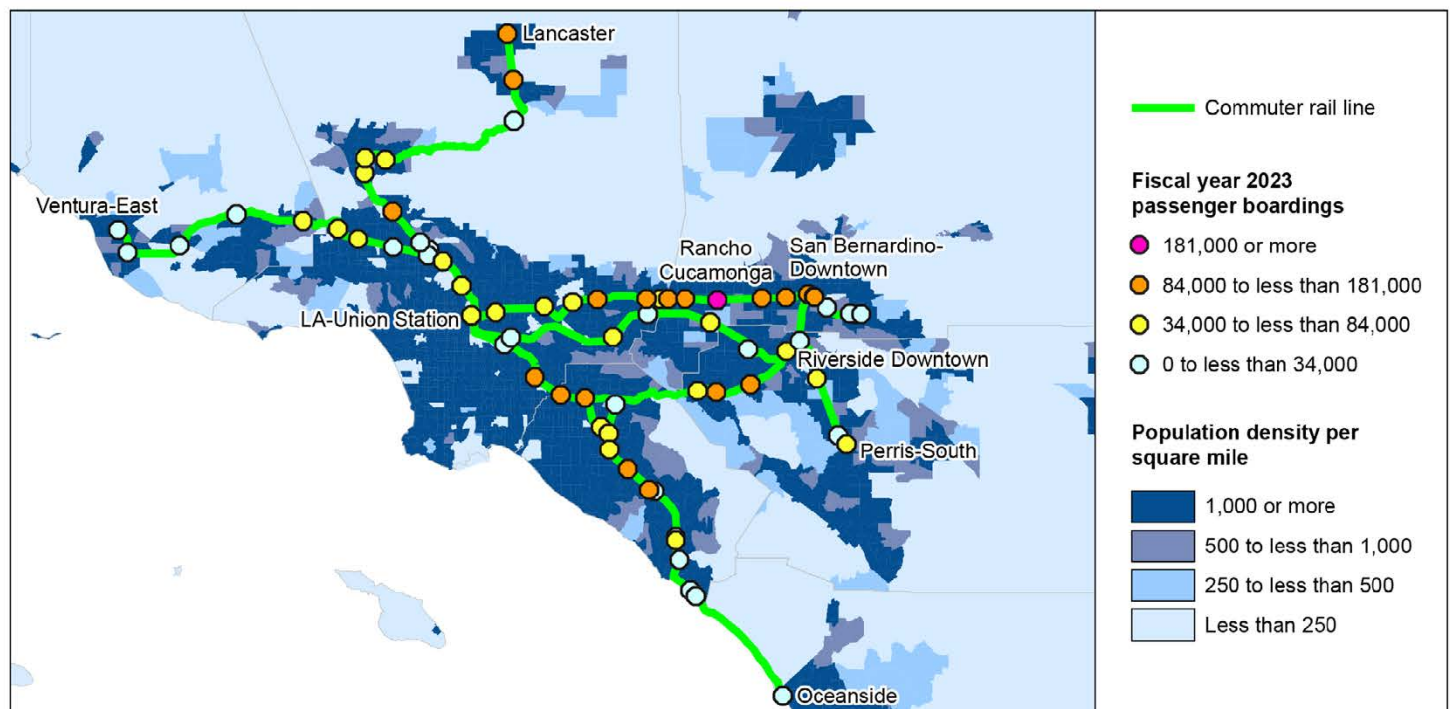 Lancaster
Ventura-East
Rancho
Cucamonga
San Bernardino-
Downtown
LA-Union Station
Riverside Downtown
Perris-South
Oceanside
Commuter rail line
Fiscal year 2023
passenger boardings
181,000 or more
84,000 to less than 181,000
34,000 to less than 84,000
0 to less than 34,000
Population density per
square mile
1,000 or more
500 to less than 1,000
250 to less than 500
Less than 250